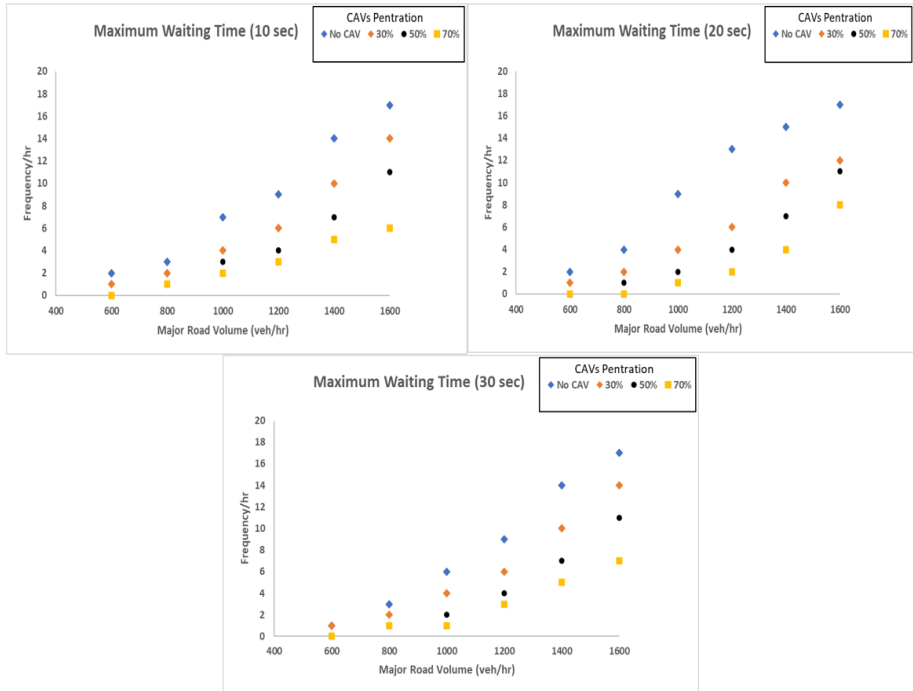 Maximum Waiting Time (10 sec)
CAVs Pentration
No CAV 30% 50% 70%
20
18
16
14
12
10
8
6
4
2
0
Frequency/hr
400 600 800 1000 1200 1400 1600
Major Road Volume (veh/hr)
Maximum Waiting Time (20 sec)
CAVs Pentration
No CAV 30% 50% 70%
20
18
16
14
12
10
8
6
4
2
0
Frequency/hr
400 600 800 1000 1200 1400 1600
Major Road Volume (veh/hr)
Maximum Waiting Time (30 sec)
CAVs Pentration
No CAV 30% 50% 70%
20
18
16
14
12
10
8
6
4
2
0
Frequency/hr
400 600 800 1000 1200 1400 1600
Major Road Volume (veh/hr)